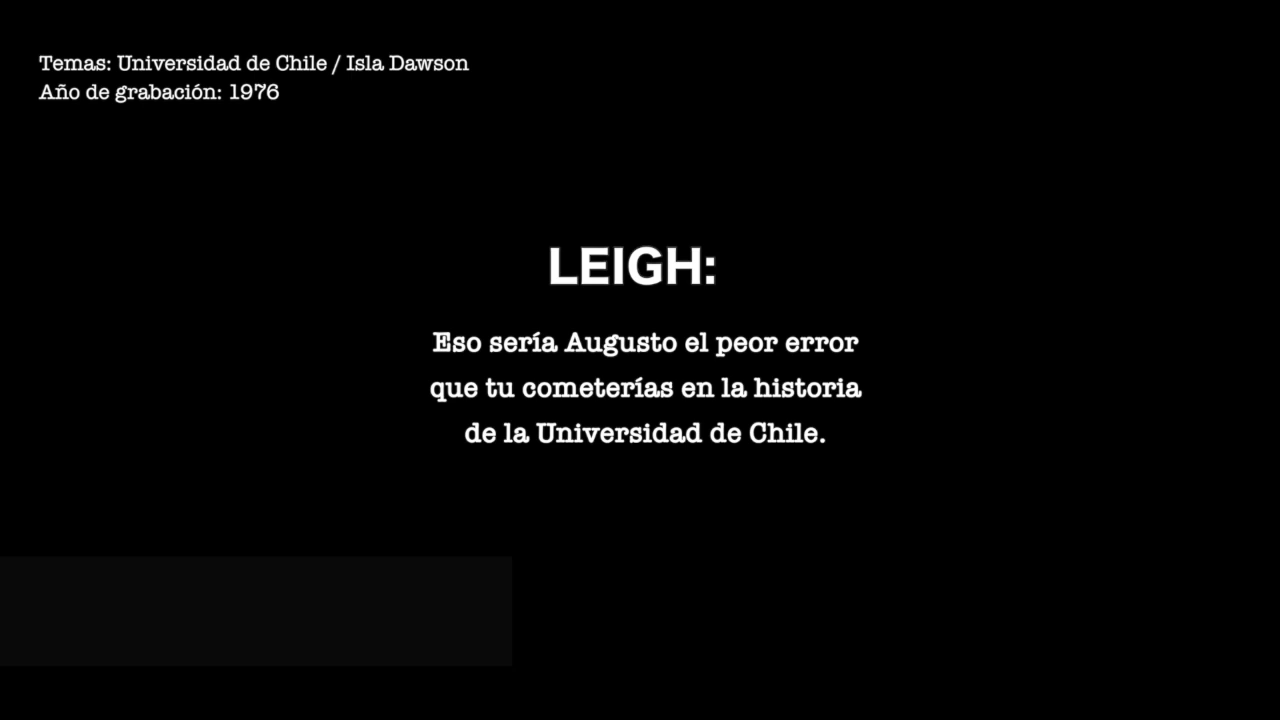 Temas: Universidad de Chile / Isla Dawson
Año de grabación: 1976
LEIGH:
Eso sería Augusto el peor error
que tu cometerías en la historia
de la Universidad de Chile.